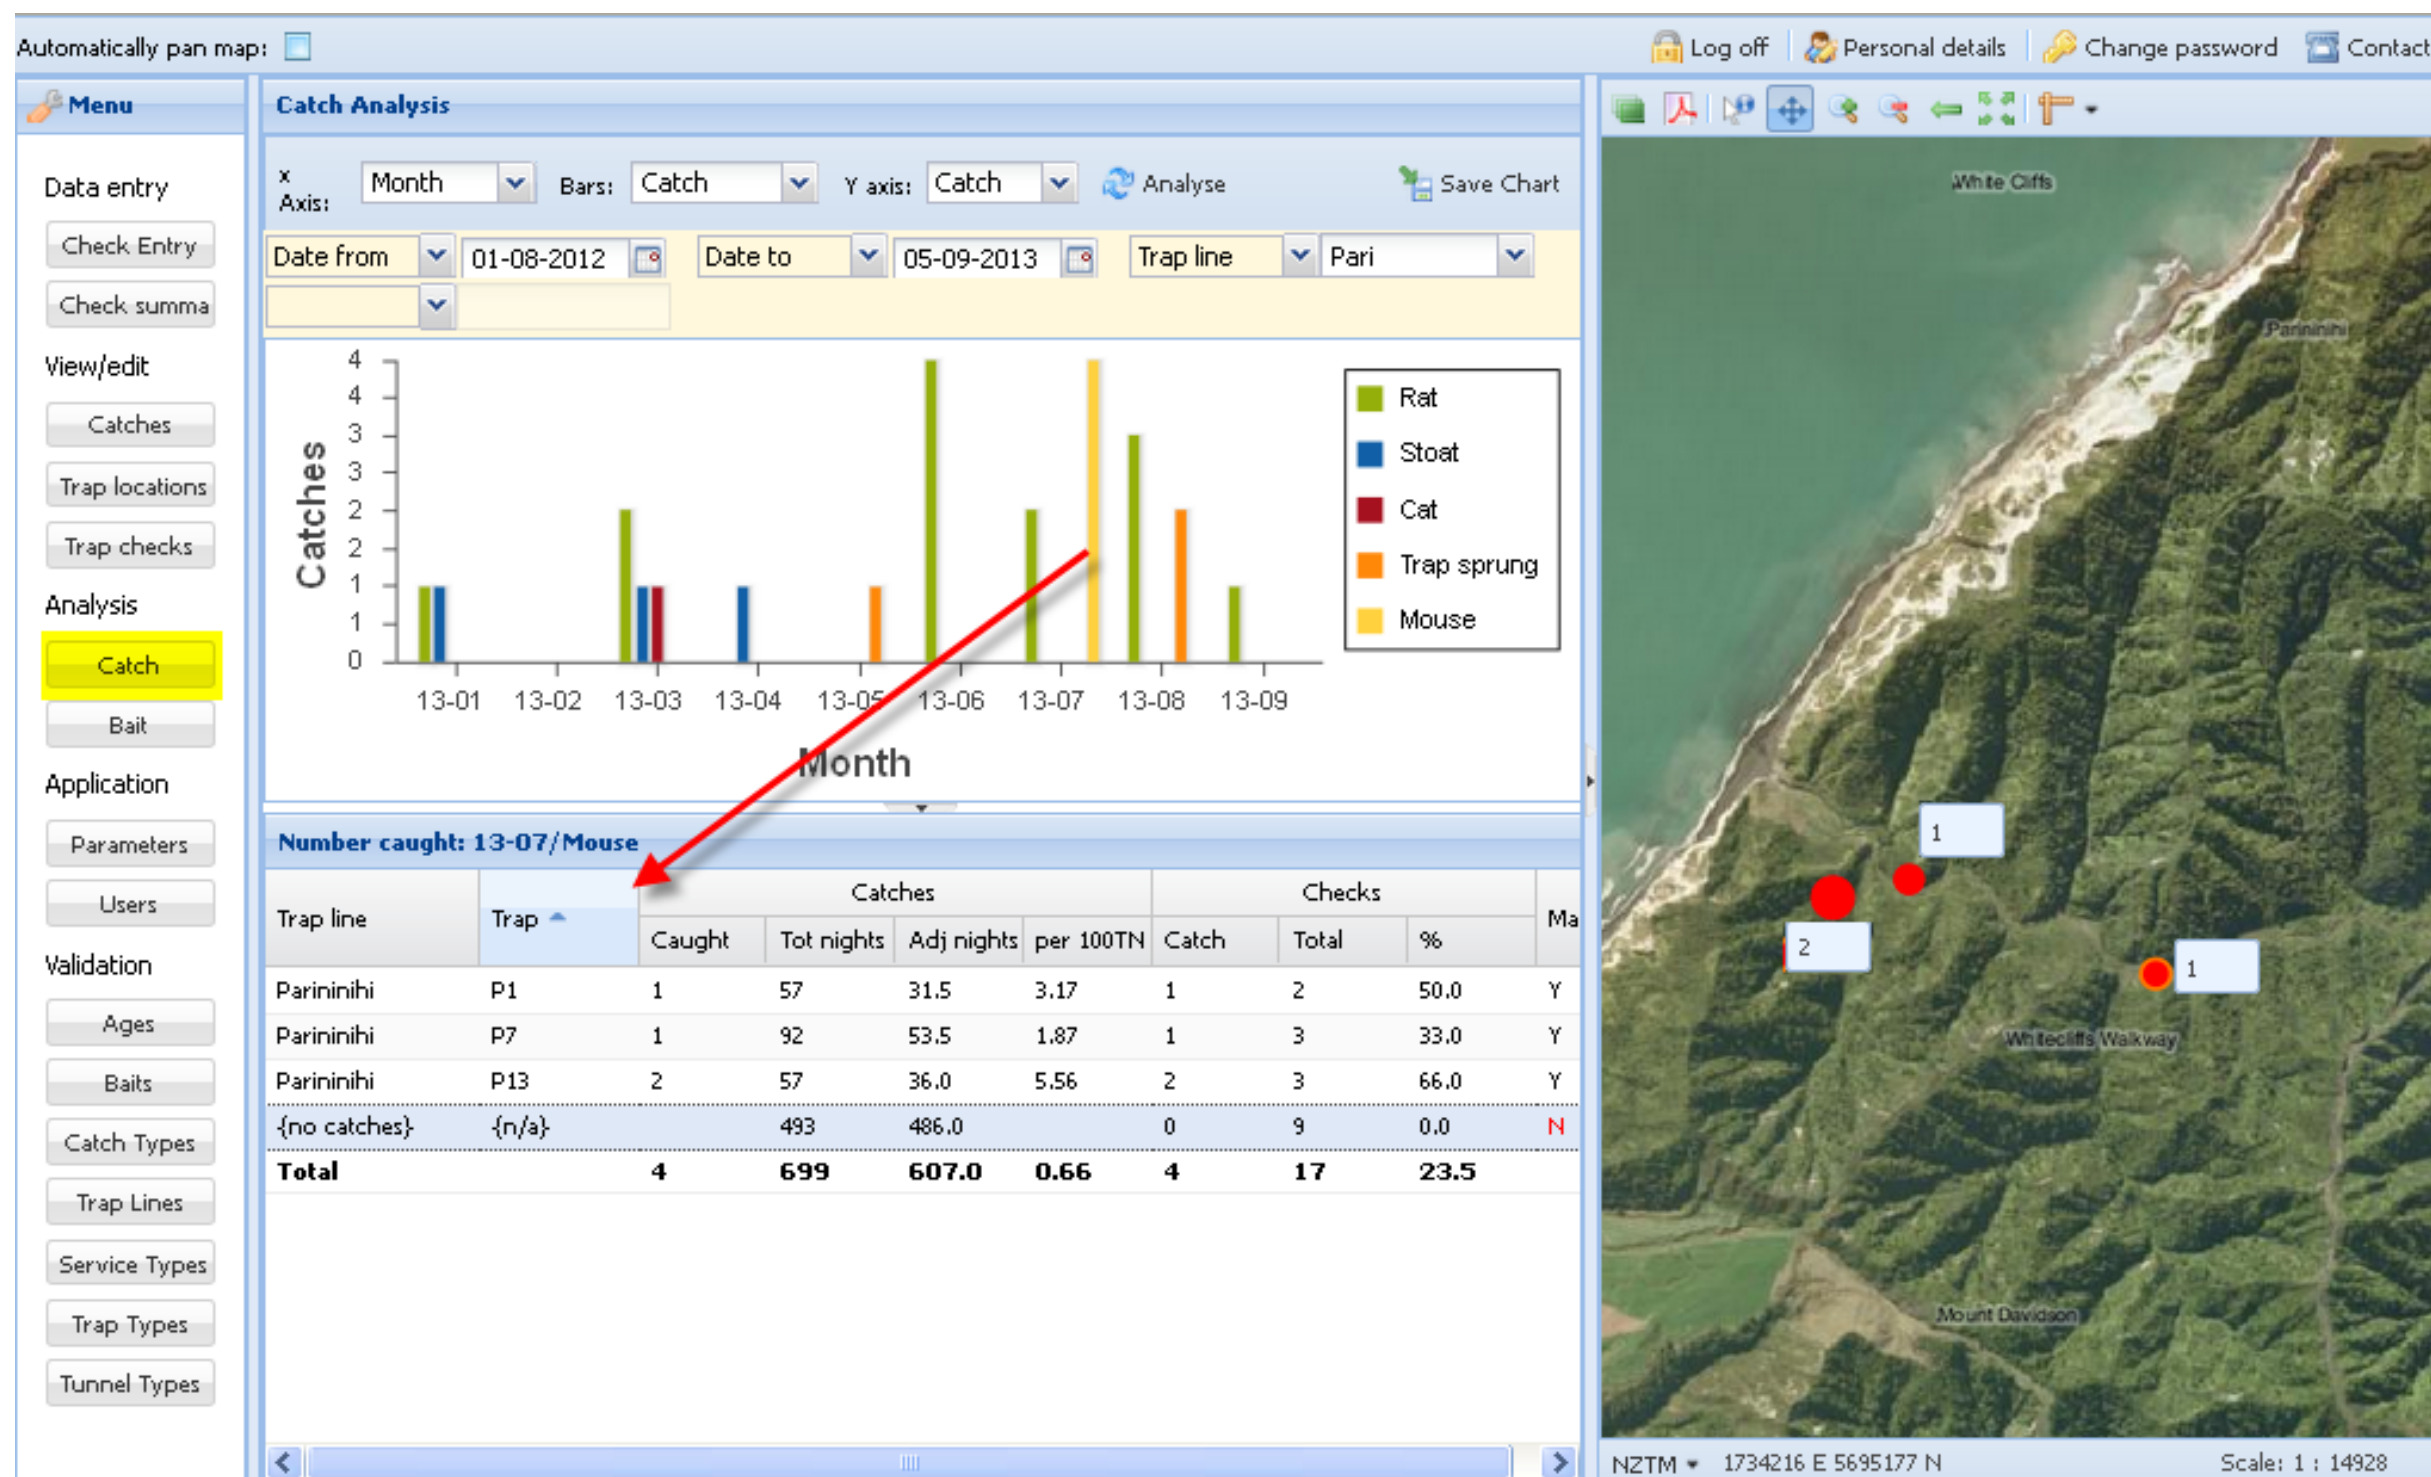 Automatically pan map:
Log off
Personal details
Change password
Contact
Menu
Data entry
Check Entry
Check summa
View/edit
Catches
Trap locations
Trap checks
Analysis
Catch
Bait
Application
Parameters
Users
Validation
Ages
Baits
Catch Types
Trap Lines
Service Types
Trap Types
Tunnel Types
Catch Analysis
x Axis: Month Bars: Catch Y axis: Catch Analyse Save Chart
Date from 01-08-2012 Date to 05-09-2013 Trap line Pari
4
4
3
3
2
2
1
1
0
Catches
13-01 13-02 13-03 13-04 13-05 13-06 13-07 13-08 13-09
Month
Rat
Stoat
Cat
Trap sprung
Mouse
Number caught: 13-07/Mouse
Trap line Trap Catches Checks Ma
Caught Tot nights Adj nights per 100TN Catch Total %
Parininihi P1 1 57 31.5 3.17 1 2 50.0 Y
Parininihi P7 1 92 53.5 1.87 1 3 33.0 Y
Parininihi P13 2 57 36.0 5.56 2 3 66.0 Y
{no catches} {n/a} 493 486.0 0 9 0.0 N
Total 4 699 607.0 0.66 4 17 23.5
White Cliffs
Parininihi
1
2
1
Whitecliffs Walkway
Mount Davidson
NZTM 1734216 E 5695177 N Scale: 1 : 14928